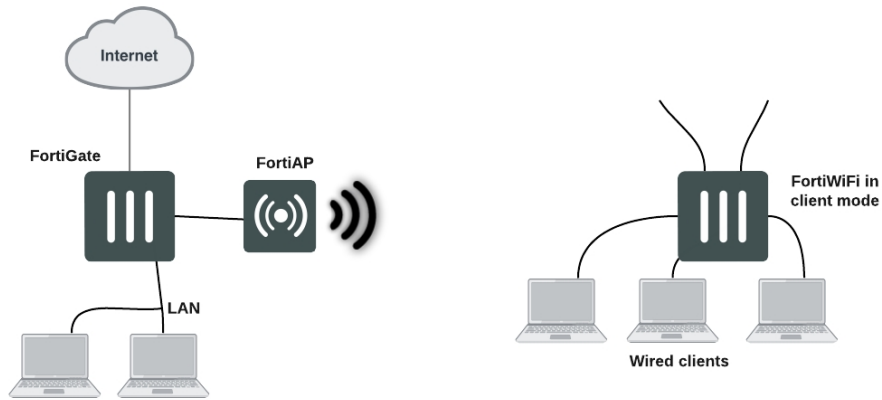 Internet
FortiGate
FortiAP
LAN
FortiWiFi in
client mode
Wired clients